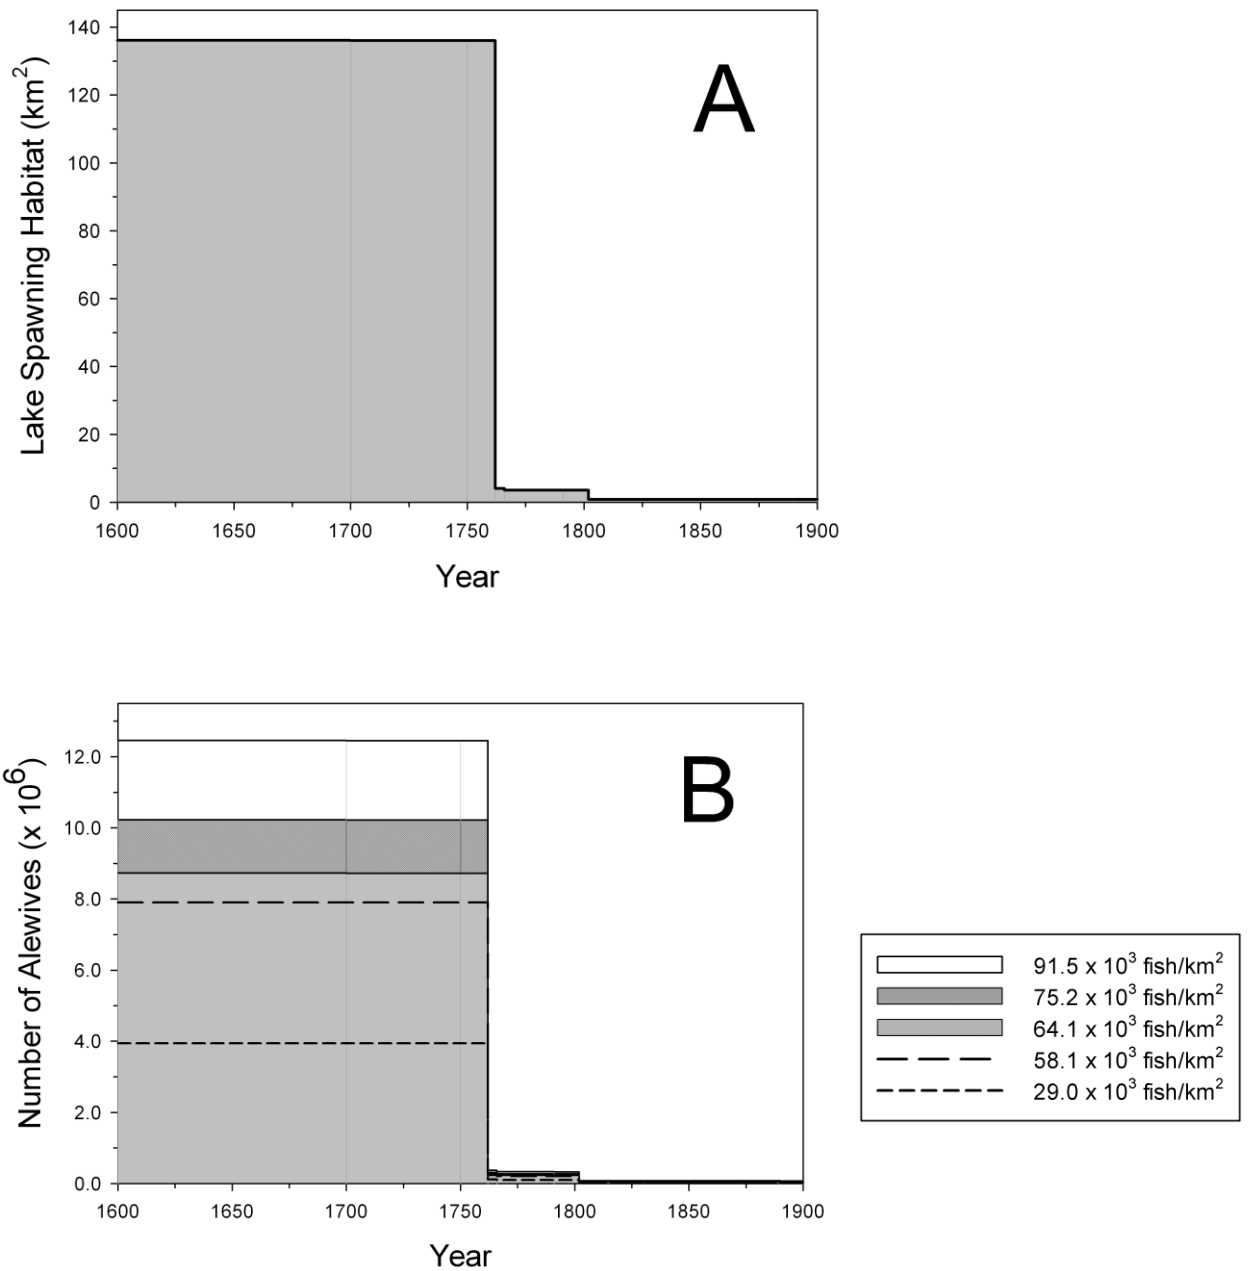 A
Lake Spawning Habitat (km²)
140
120
100
80
60
40
20
0
1600 1650 1700 1750 1800 1850 1900
Year
B
Number of Alewives (x 10⁶)
12.0
10.0
8.0
6.0
4.0
2.0
0.0
1600 1650 1700 1750 1800 1850 1900
Year
91.5 x 10³ fish/km²
75.2 x 10³ fish/km²
64.1 x 10³ fish/km²
58.1 x 10³ fish/km²
29.0 x 10³ fish/km²